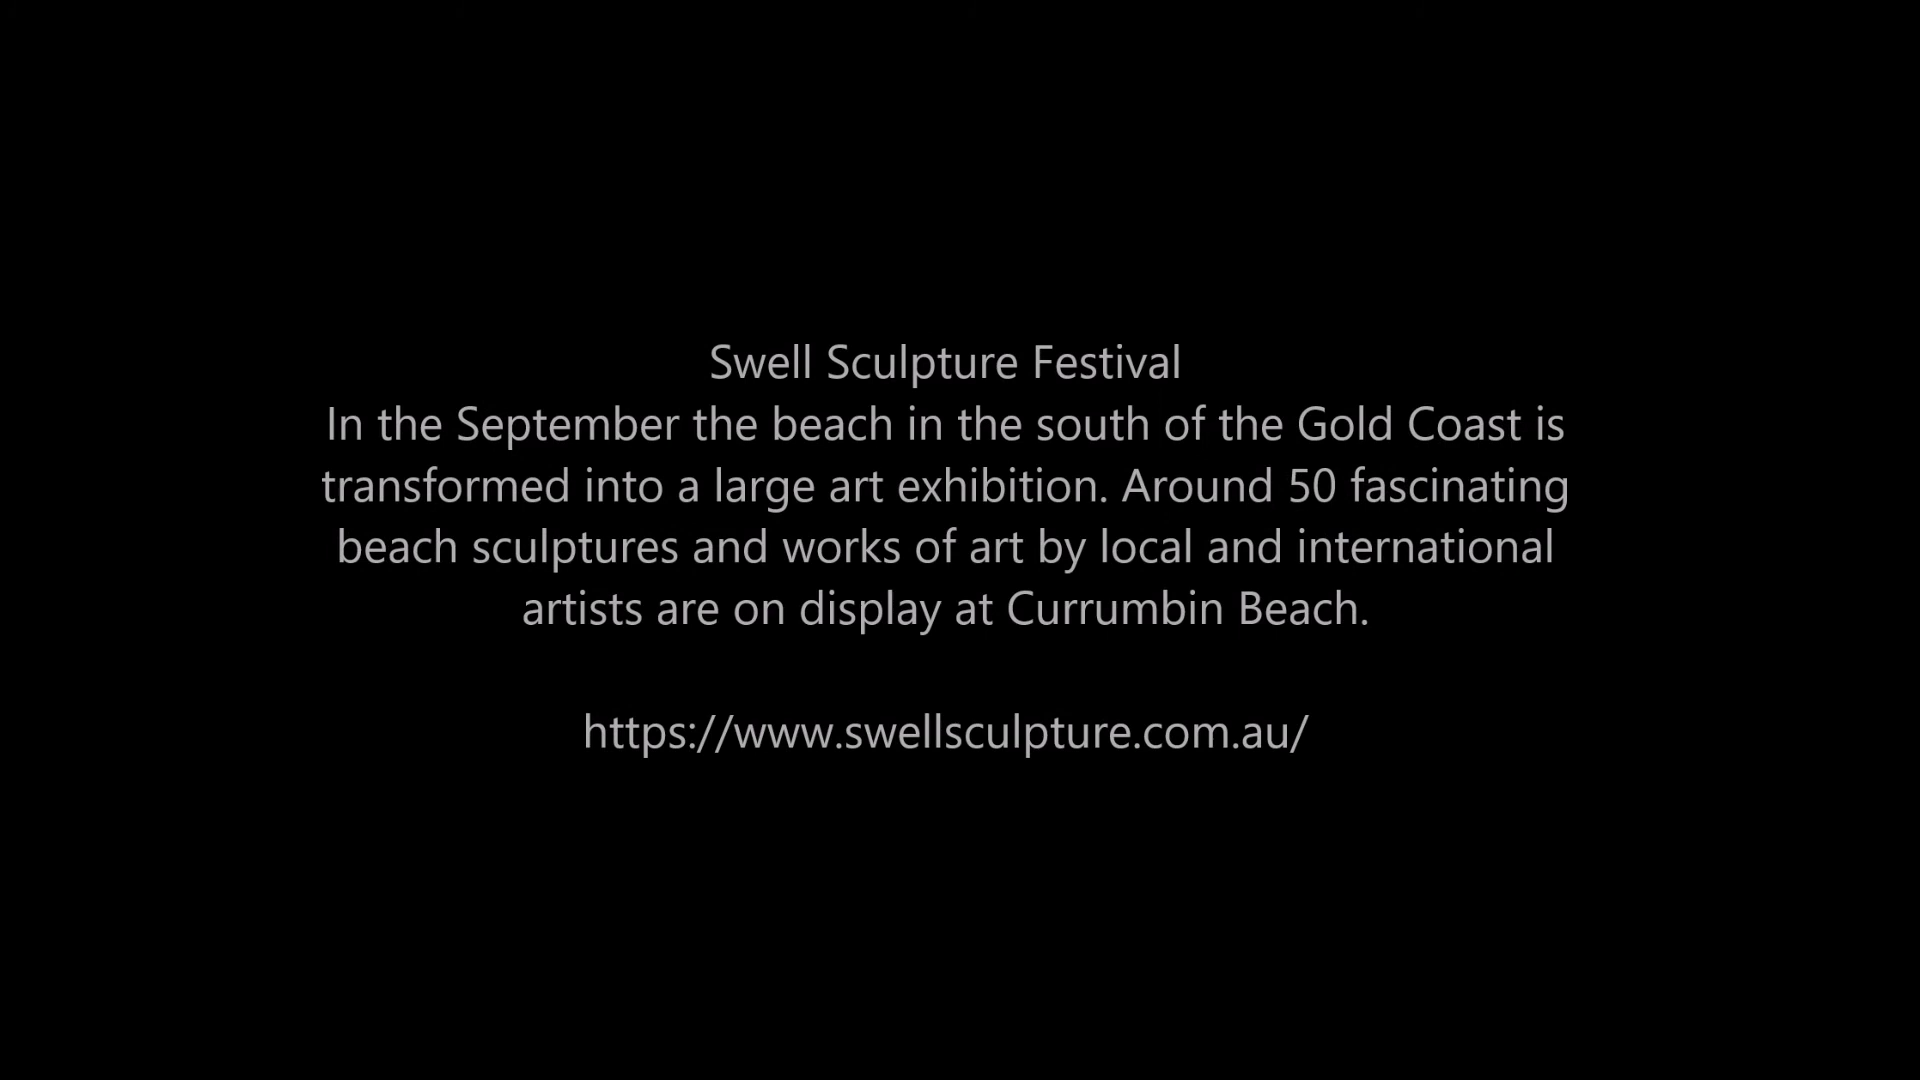 Swell Sculpture Festival
In the September the beach in the south of the Gold Coast is
transformed into a large art exhibition. Around 50 fascinating
beach sculptures and works of art by local and international
artists are on display at Currumbin Beach.
https://www.swellsculpture.com.au/